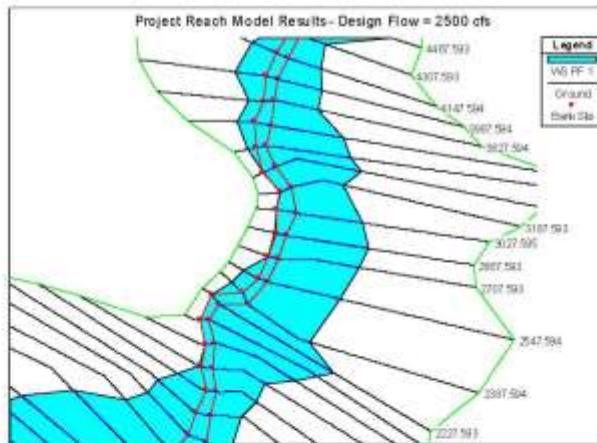 Project Reach Model Results - Design Flow = 2500 cfs
Legend
WS PF 1
Ground
Bank Sta
4467.593
4307.593
4147.594
3987.594
3827.594
3187.593
3027.595
2867.593
2707.593
2547.594
2387.594
2227.593